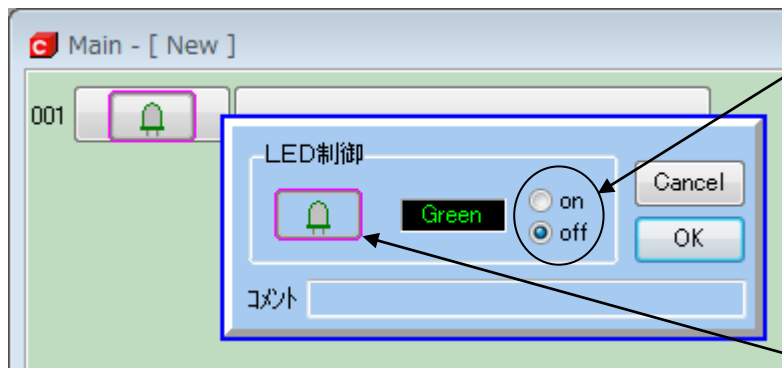 Main - [ New ]
001
LED制御
Green
on
off
Cancel
OK
コメント